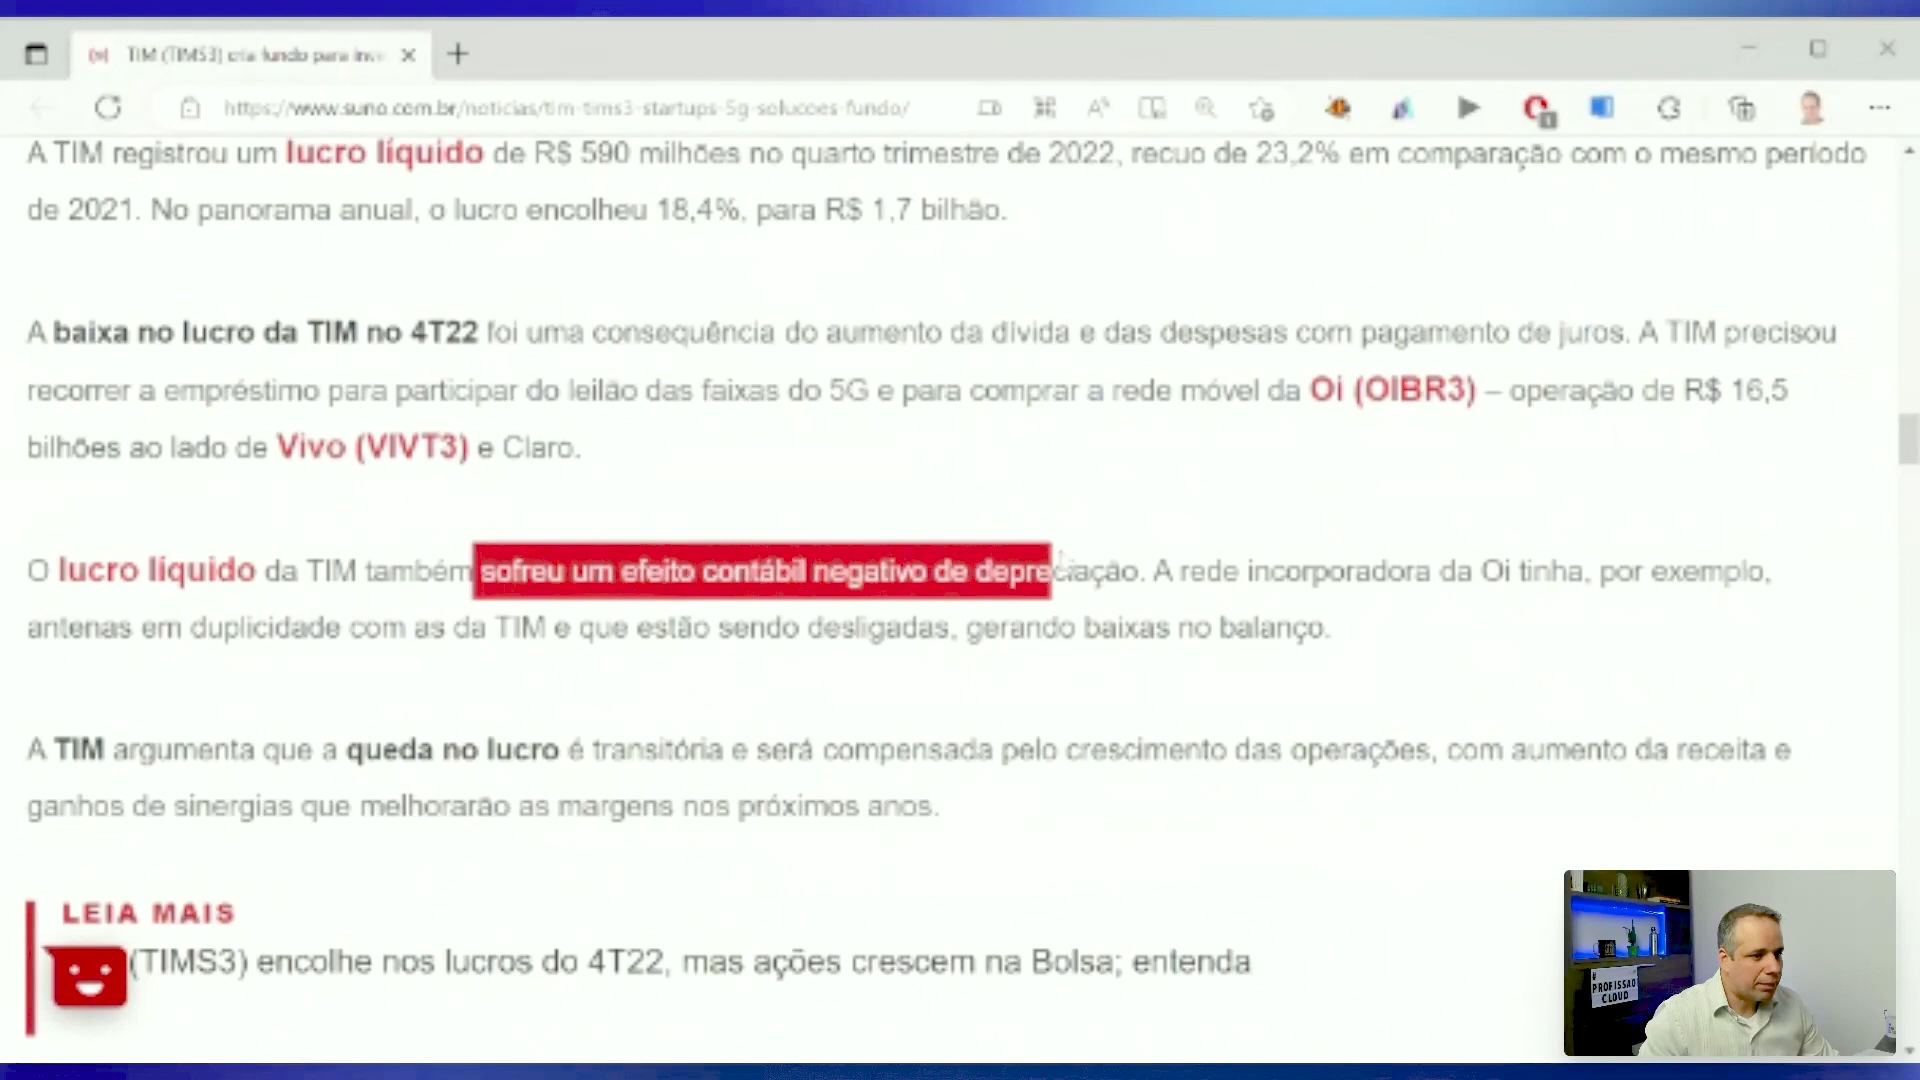 TIM (TIMS3) cria fundo para inve
https://www.suno.com.br/noticias/tim-tims3-startups-5g-solucoes-fundo/
A TIM registrou um lucro líquido de R$ 590 milhões no quarto trimestre de 2022, recuo de 23,2% em comparação com o mesmo período
de 2021. No panorama anual, o lucro encolheu 18,4%, para R$ 1,7 bilhão.
A baixa no lucro da TIM no 4T22 foi uma consequência do aumento da dívida e das despesas com pagamento de juros. A TIM precisou
recorrer a empréstimo para participar do leilão das faixas do 5G e para comprar a rede móvel da Oi (OIBR3) – operação de R$ 16,5
bilhões ao lado de Vivo (VIVT3) e Claro.
O lucro líquido da TIM também sofreu um efeito contábil negativo de depreciação. A rede incorporadora da Oi tinha, por exemplo,
antenas em duplicidade com as da TIM e que estão sendo desligadas, gerando baixas no balanço.
A TIM argumenta que a queda no lucro é transitória e será compensada pelo crescimento das operações, com aumento da receita e
ganhos de sinergias que melhorarão as margens nos próximos anos.
LEIA MAIS
(TIMS3) encolhe nos lucros do 4T22, mas ações crescem na Bolsa; entenda
PROFISSÃO
CLOUD